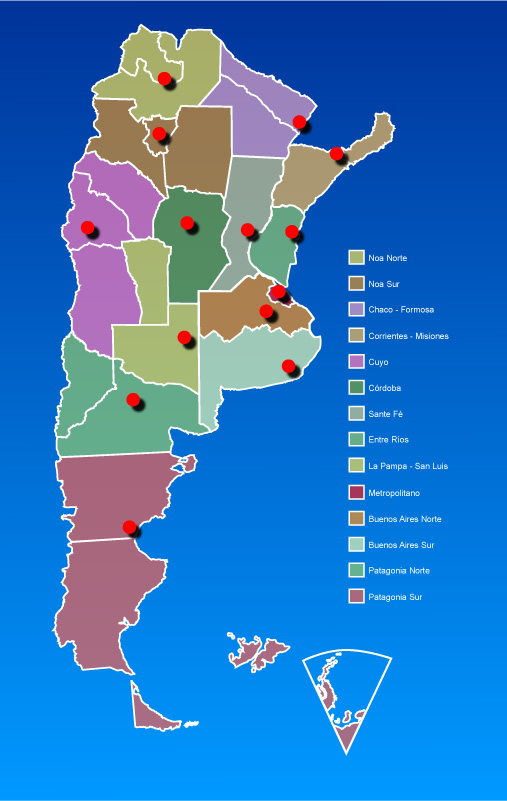 Noa Norte
Noa Sur
Chaco - Formosa
Corrientes - Misiones
Cuyo
Córdoba
Sante Fé
Entre Ríos
La Pampa - San Luis
Metropolitano
Buenos Aires Norte
Buenos Aires Sur
Patagonia Norte
Patagonia Sur